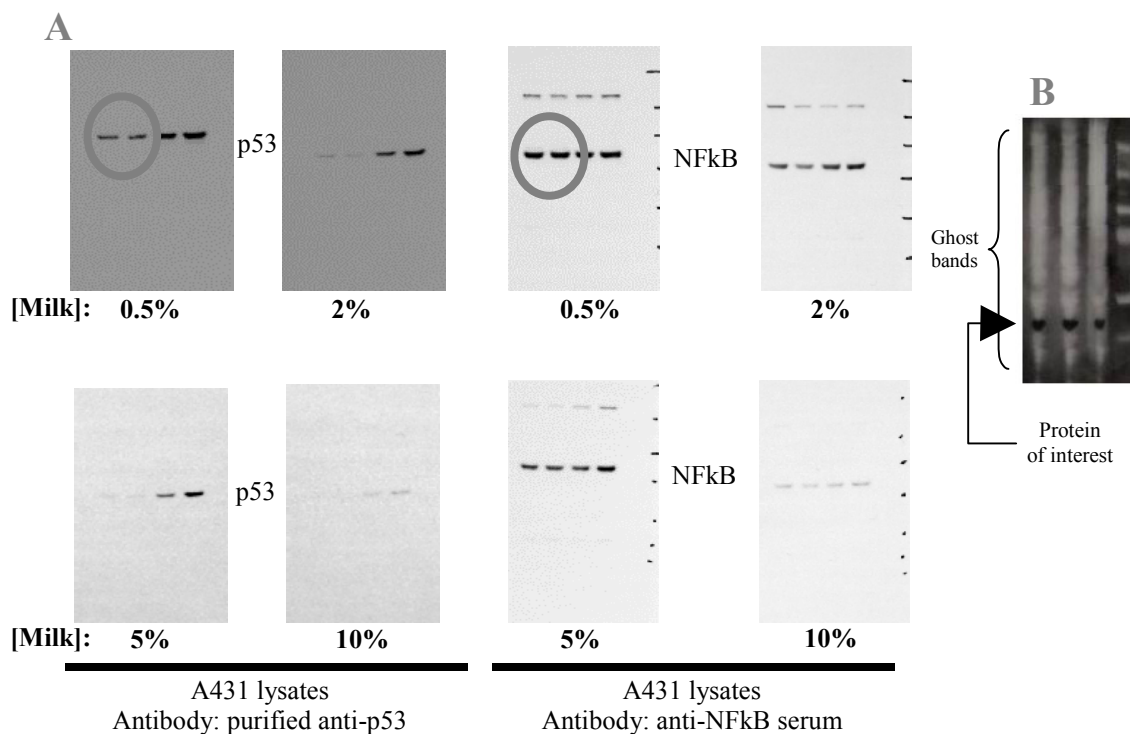 A
B
p53
NFkB
Ghost
bands
[Milk]: 0.5% 2% 0.5% 2%
Protein
of interest
p53
NFkB
[Milk]: 5% 10% 5% 10%
A431 lysates
Antibody: purified anti-p53
A431 lysates
Antibody: anti-NFkB serum